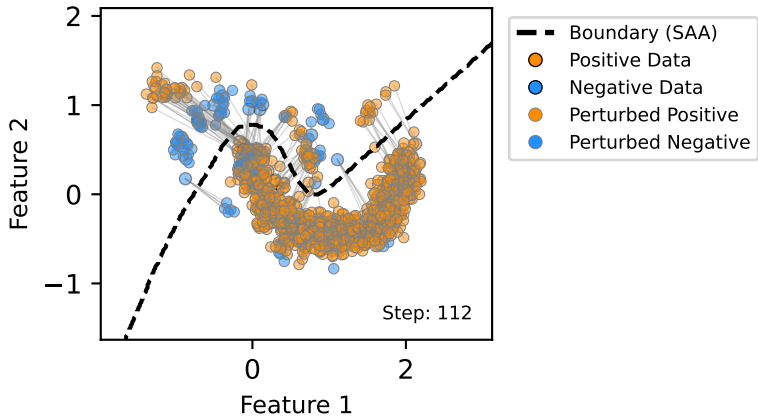 2
1
0
−1
Feature 2
0
2
Feature 1
Step: 112
Boundary (SAA)
Positive Data
Negative Data
Perturbed Positive
Perturbed Negative